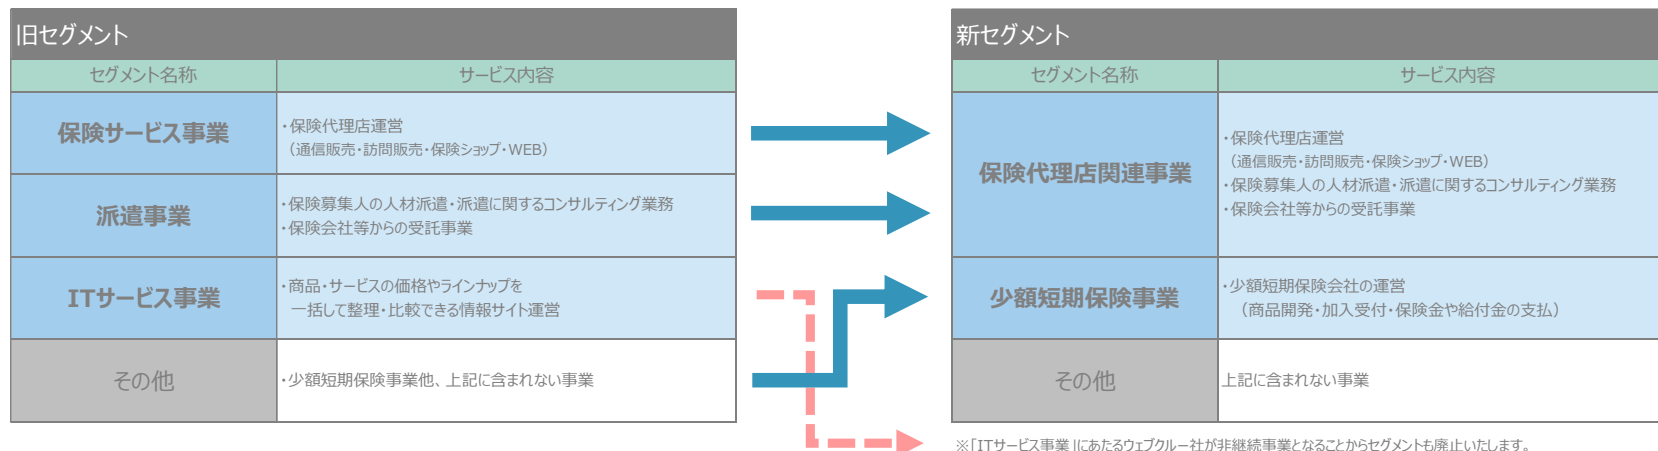 旧セグメント
セグメント名称
サービス内容
保険サービス事業
・保険代理店運営
（通信販売・訪問販売・保険ショップ・WEB）
派遣事業
・保険募集人の人材派遣・派遣に関するコンサルティング業務
・保険会社等からの受託事業
ITサービス事業
・商品・サービスの価格やラインナップを
一括して整理・比較できる情報サイト運営
その他
・少額短期保険事業他、上記に含まれない事業
新セグメント
セグメント名称
サービス内容
保険代理店関連事業
・保険代理店運営
（通信販売・訪問販売・保険ショップ・WEB）
・保険募集人の人材派遣・派遣に関するコンサルティング業務
・保険会社等からの受託事業
少額短期保険事業
・少額短期保険会社の運営
（商品開発・加入受付・保険金や給付金の支払）
その他
上記に含まれない事業
※「ITサービス事業」にあたるウェブクルー社が非継続事業となることからセグメントも廃止いたします。